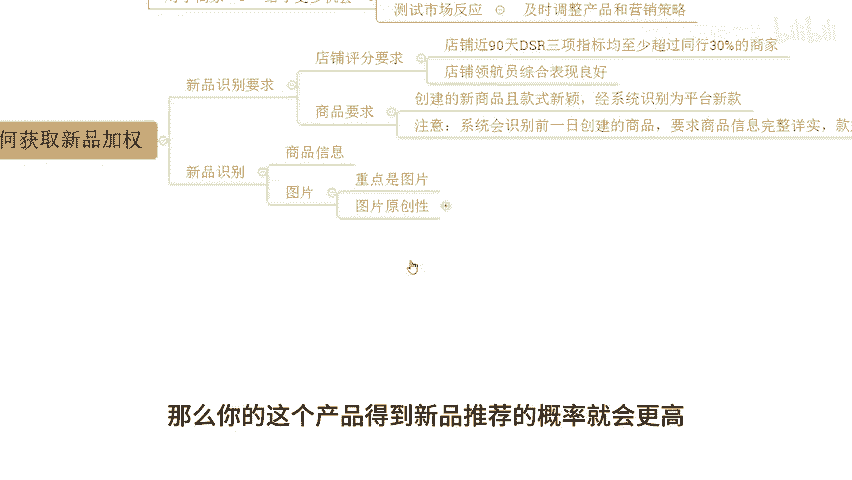 测试市场反应
及时调整产品和营销策略
店铺评分要求
店铺近90天DSR三项指标均至少超过同行30%的商家
店铺领航员综合表现良好
新品识别要求
商品要求
创建的新商品且款式新颖，经系统识别为平台新款
注意：系统会识别前一日创建的商品，要求商品信息完整详实，款
何获取新品加权
新品识别
商品信息
图片
重点是图片
图片原创性
那么你的这个产品得到新品推荐的概率就会更高